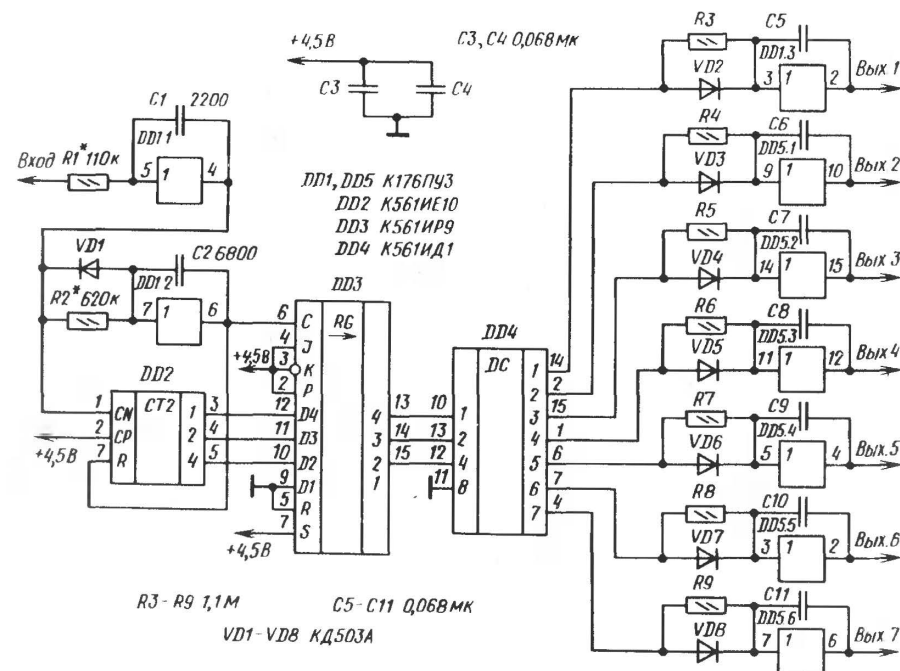 +4,5В
C3, C4 0,068мк
C3
C4
C1 2200
DD1.1
Вход
R1* 110к
5
1
4
DD1, DD5 К176ПУ3
DD2 К561ИЕ10
DD3 К561ИР9
DD4 К561ИД1
VD1
C2 6800
DD1 2
R2* 620к
7
1
6
DD2
1 CN
CT2
1 3
2 CP
2 4
7 R
4 5
+4,5В
DD3
RG
6 C
4 J
3 K
2 P
+4,5В
12 D4
11 D3
10 D2
9 D1
5 R
7 S
+4,5В
4 13
3 14
2 15
1
DD4
DC
10 1
13 2
12 4
11 8
1 14
2 2
3 15
4 1
5 6
6 7
7 4
R3
C5
DD1.3
VD2
3
1
2
Вых 1
R4
C6
DD5.1
VD3
9
1
10
Вых 2
R5
C7
DD5.2
VD4
14
1
15
Вых 3
R6
C8
DD5.3
VD5
11
1
12
Вых 4
R7
C9
DD5.4
VD6
5
1
4
Вых.5
R8
C10
DD5.5
VD7
3
1
2
Вых.6
R9
C11
DD5 6
VD8
7
1
6
Вых 7
R3-R9 1,1М
C5-C11 0,068мк
VD1-VD8 КД503А